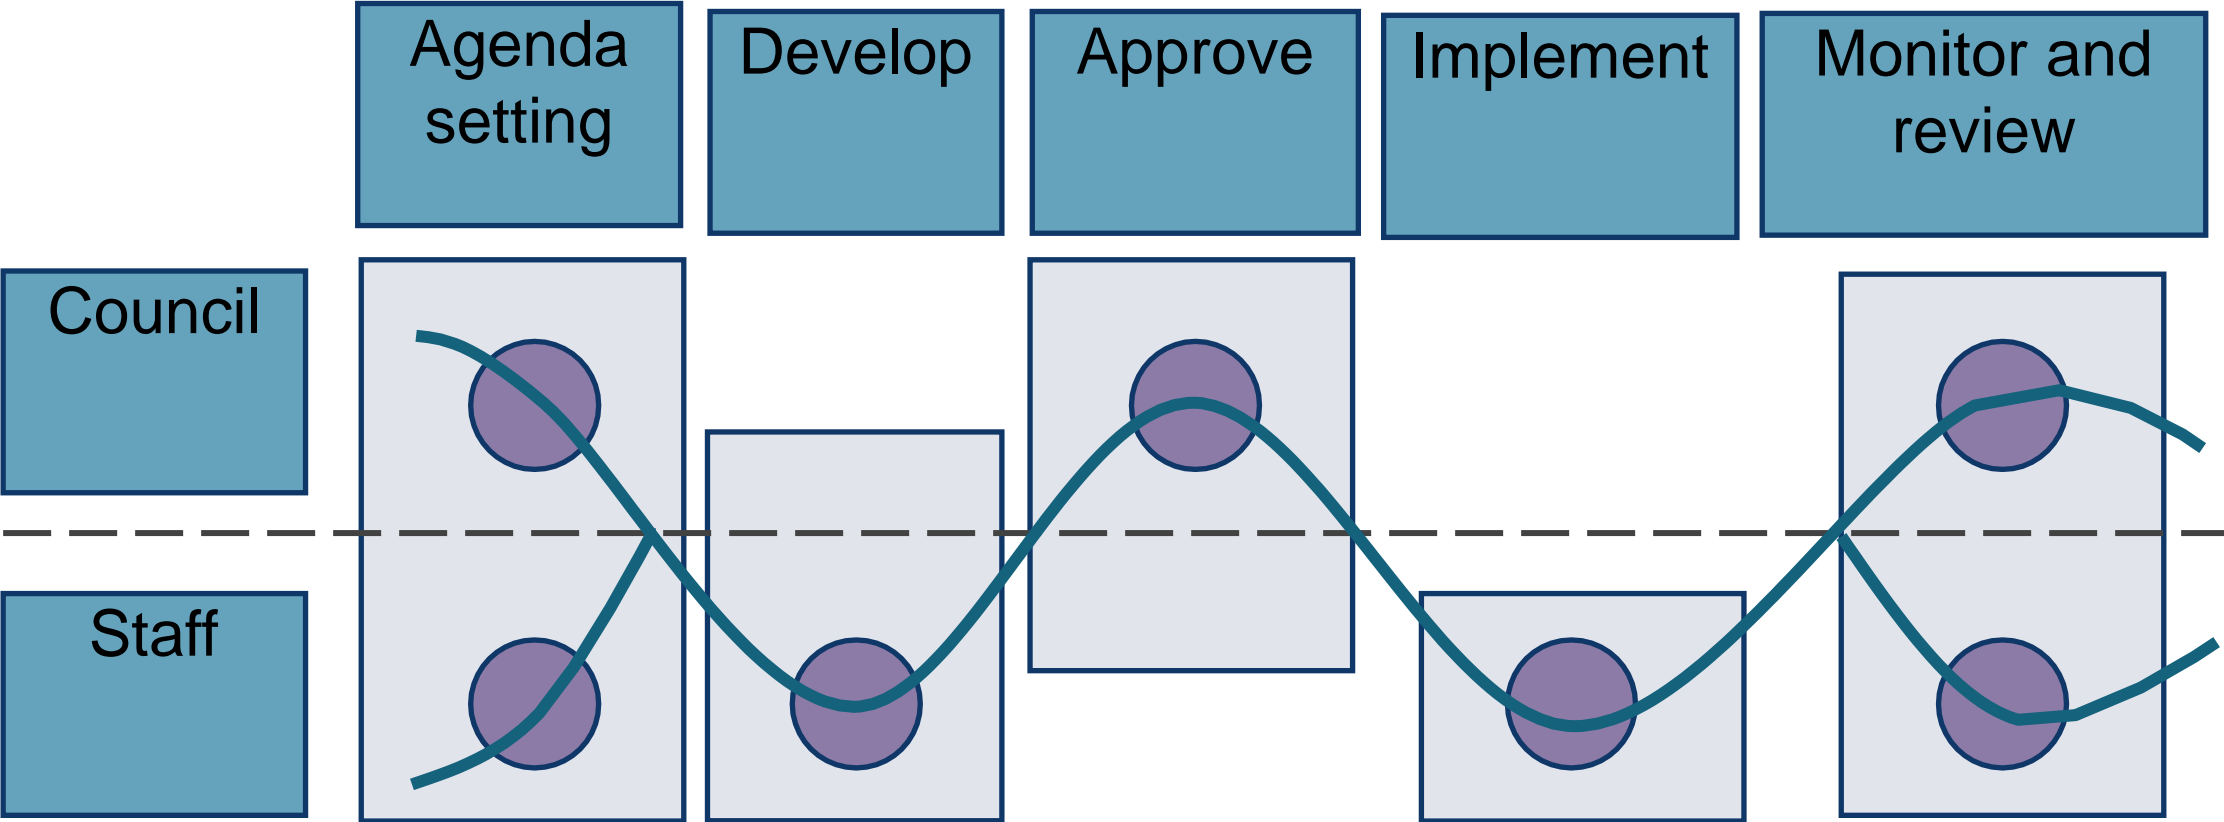 Agenda
setting
Develop
Approve
Implement
Monitor and
review
Council
Staff